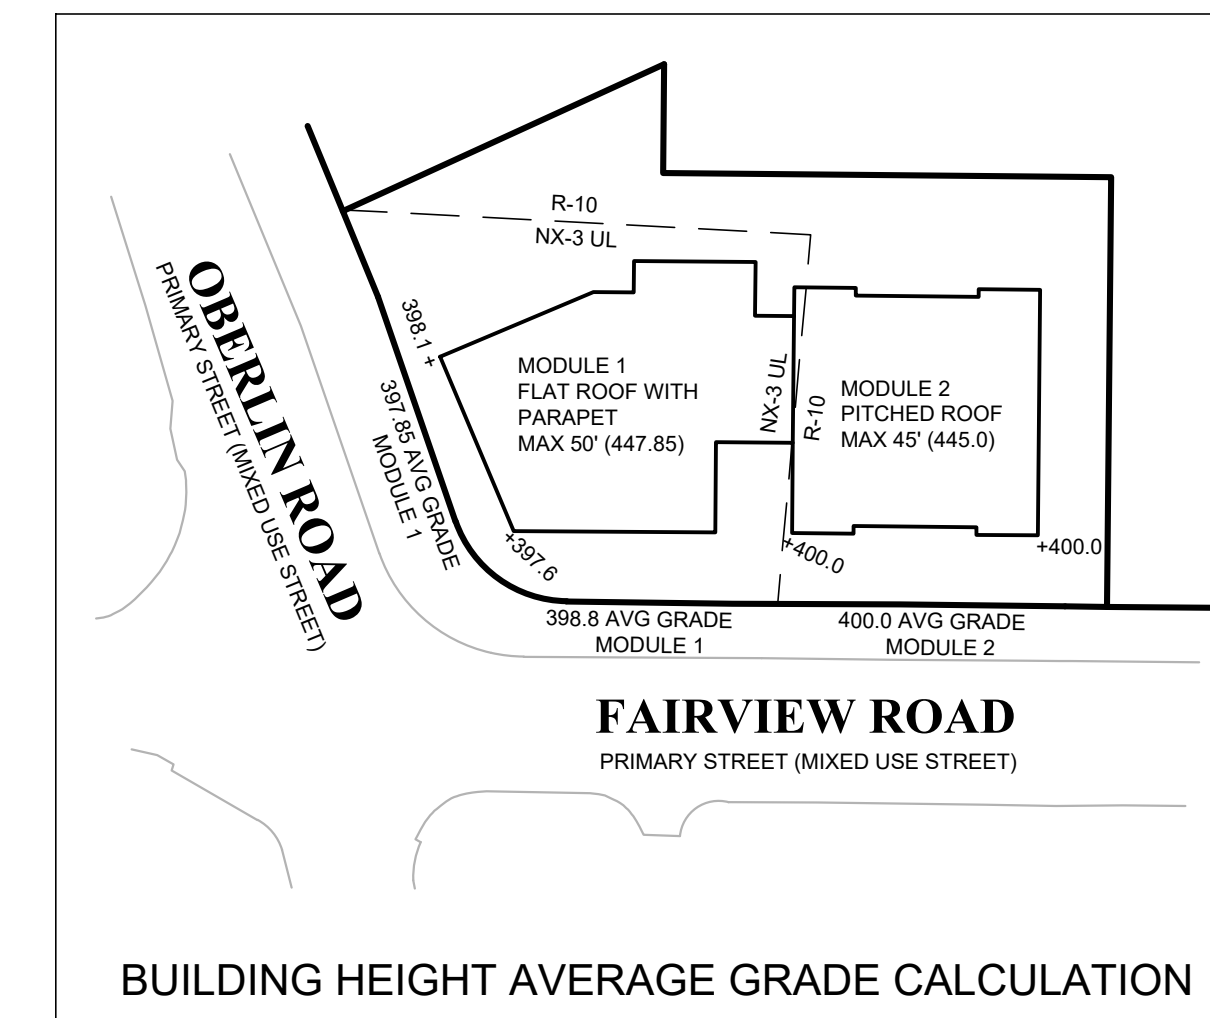 R-10
NX-3 UL
OBERLIN ROAD
PRIMARY STREET (MIXED USE STREET)
398.1 +
397.85 AVG GRADE
MODULE 1
MODULE 1
FLAT ROOF WITH
PARAPET
MAX 50' (447.85)
NX-3 UL
R-10
MODULE 2
PITCHED ROOF
MAX 45' (445.0)
+397.6
+400.0
+400.0
398.8 AVG GRADE
MODULE 1
400.0 AVG GRADE
MODULE 2
FAIRVIEW ROAD
PRIMARY STREET (MIXED USE STREET)
BUILDING HEIGHT AVERAGE GRADE CALCULATION